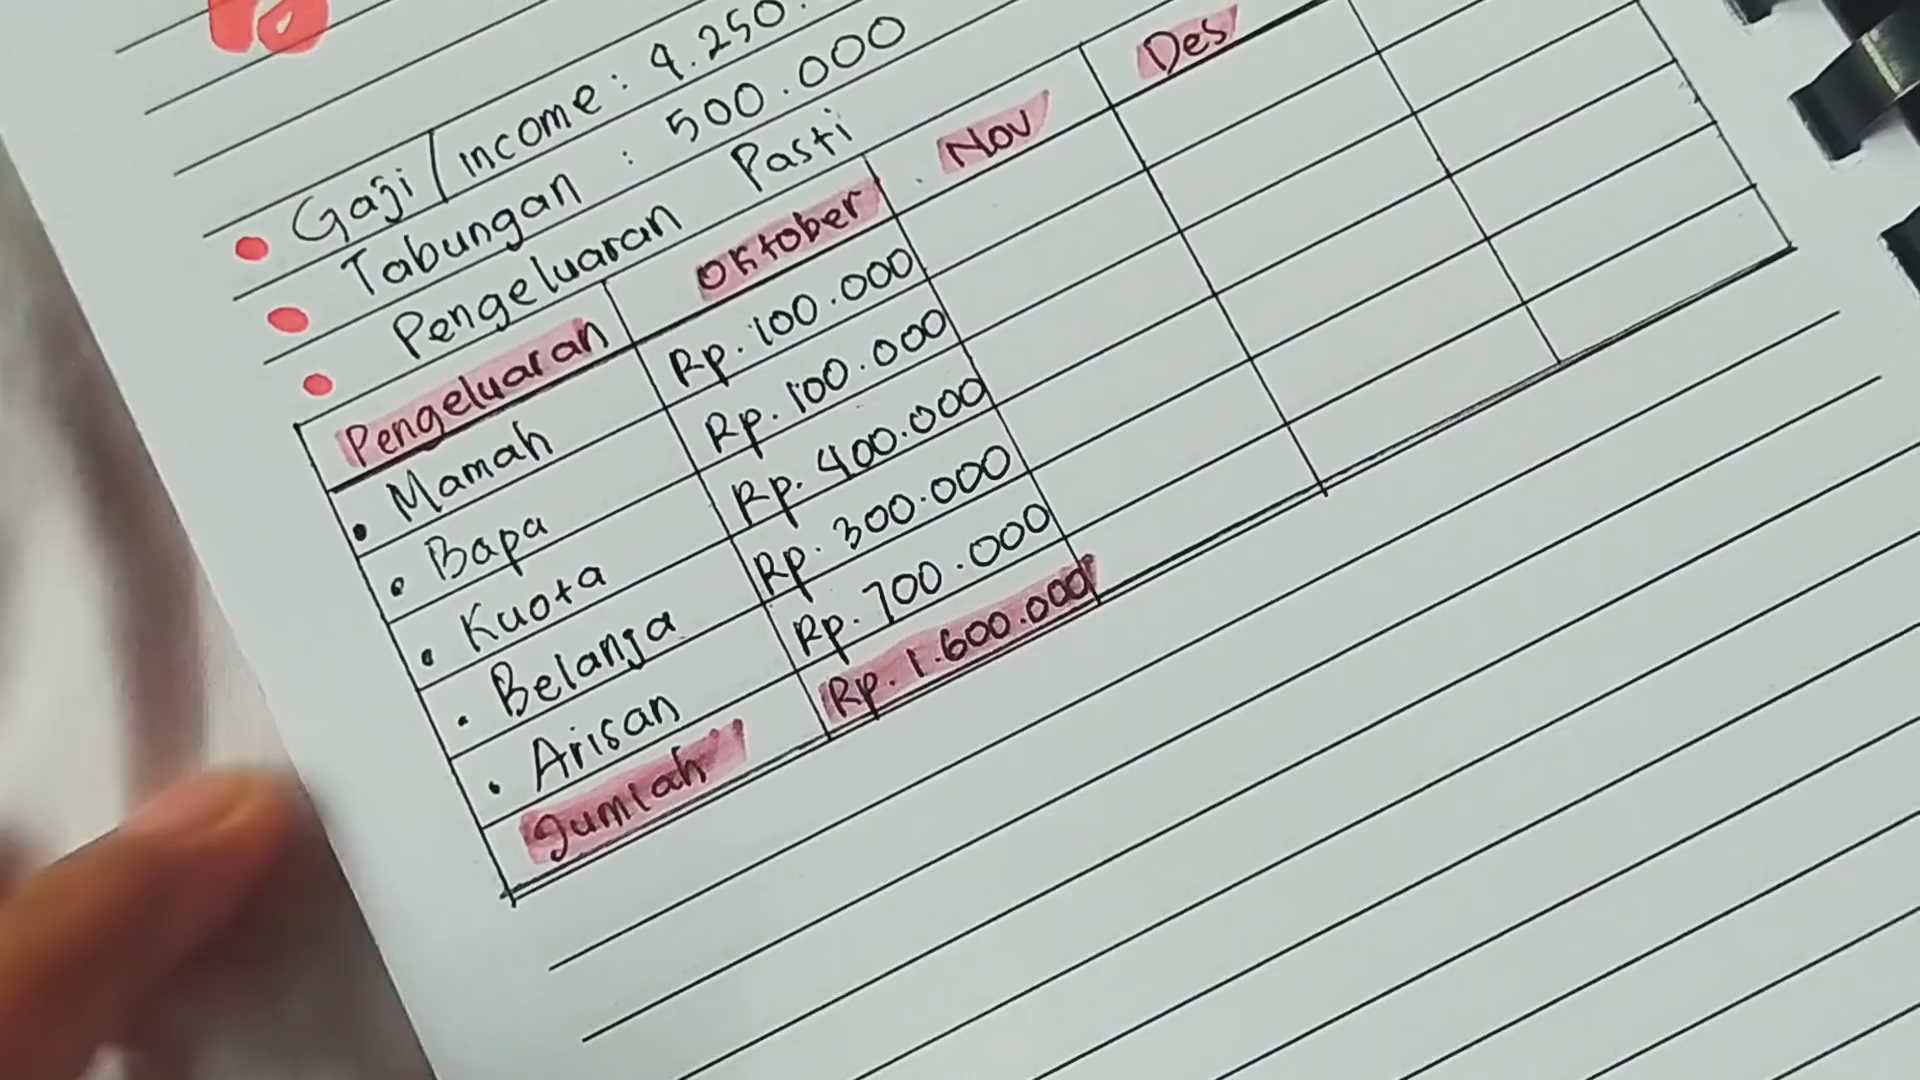 Gaji/income : 4.250.
Tabungan : 500.000
Pengeluaran Pasti
Pengeluaran Oktober Nov Des
Mamah Rp. 100.000
Bapa Rp. 100.000
Kuota Rp. 400.000
Belanja Rp. 300.000
Arisan Rp. 700.000
Jumlah Rp. 1.600.000